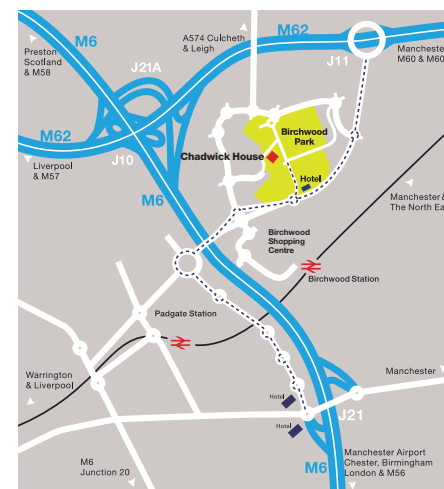 M6
A574 Culcheth
& Leigh
M62
Preston
Scotland
& M58
J21A
J11
Manchester
M60 & M60
M62
J10
Birchwood
Park
Chadwick House
Liverpool
& M57
Hotel
M6
Manchester &
The North Ea
Birchwood
Shopping
Centre
Birchwood Station
Padgate Station
Warrington
& Liverpool
Manchester
Hotel
J21
Hotel
M6
Junction 20
M6
Manchester Airport
Chester, Birmingham
London & M56